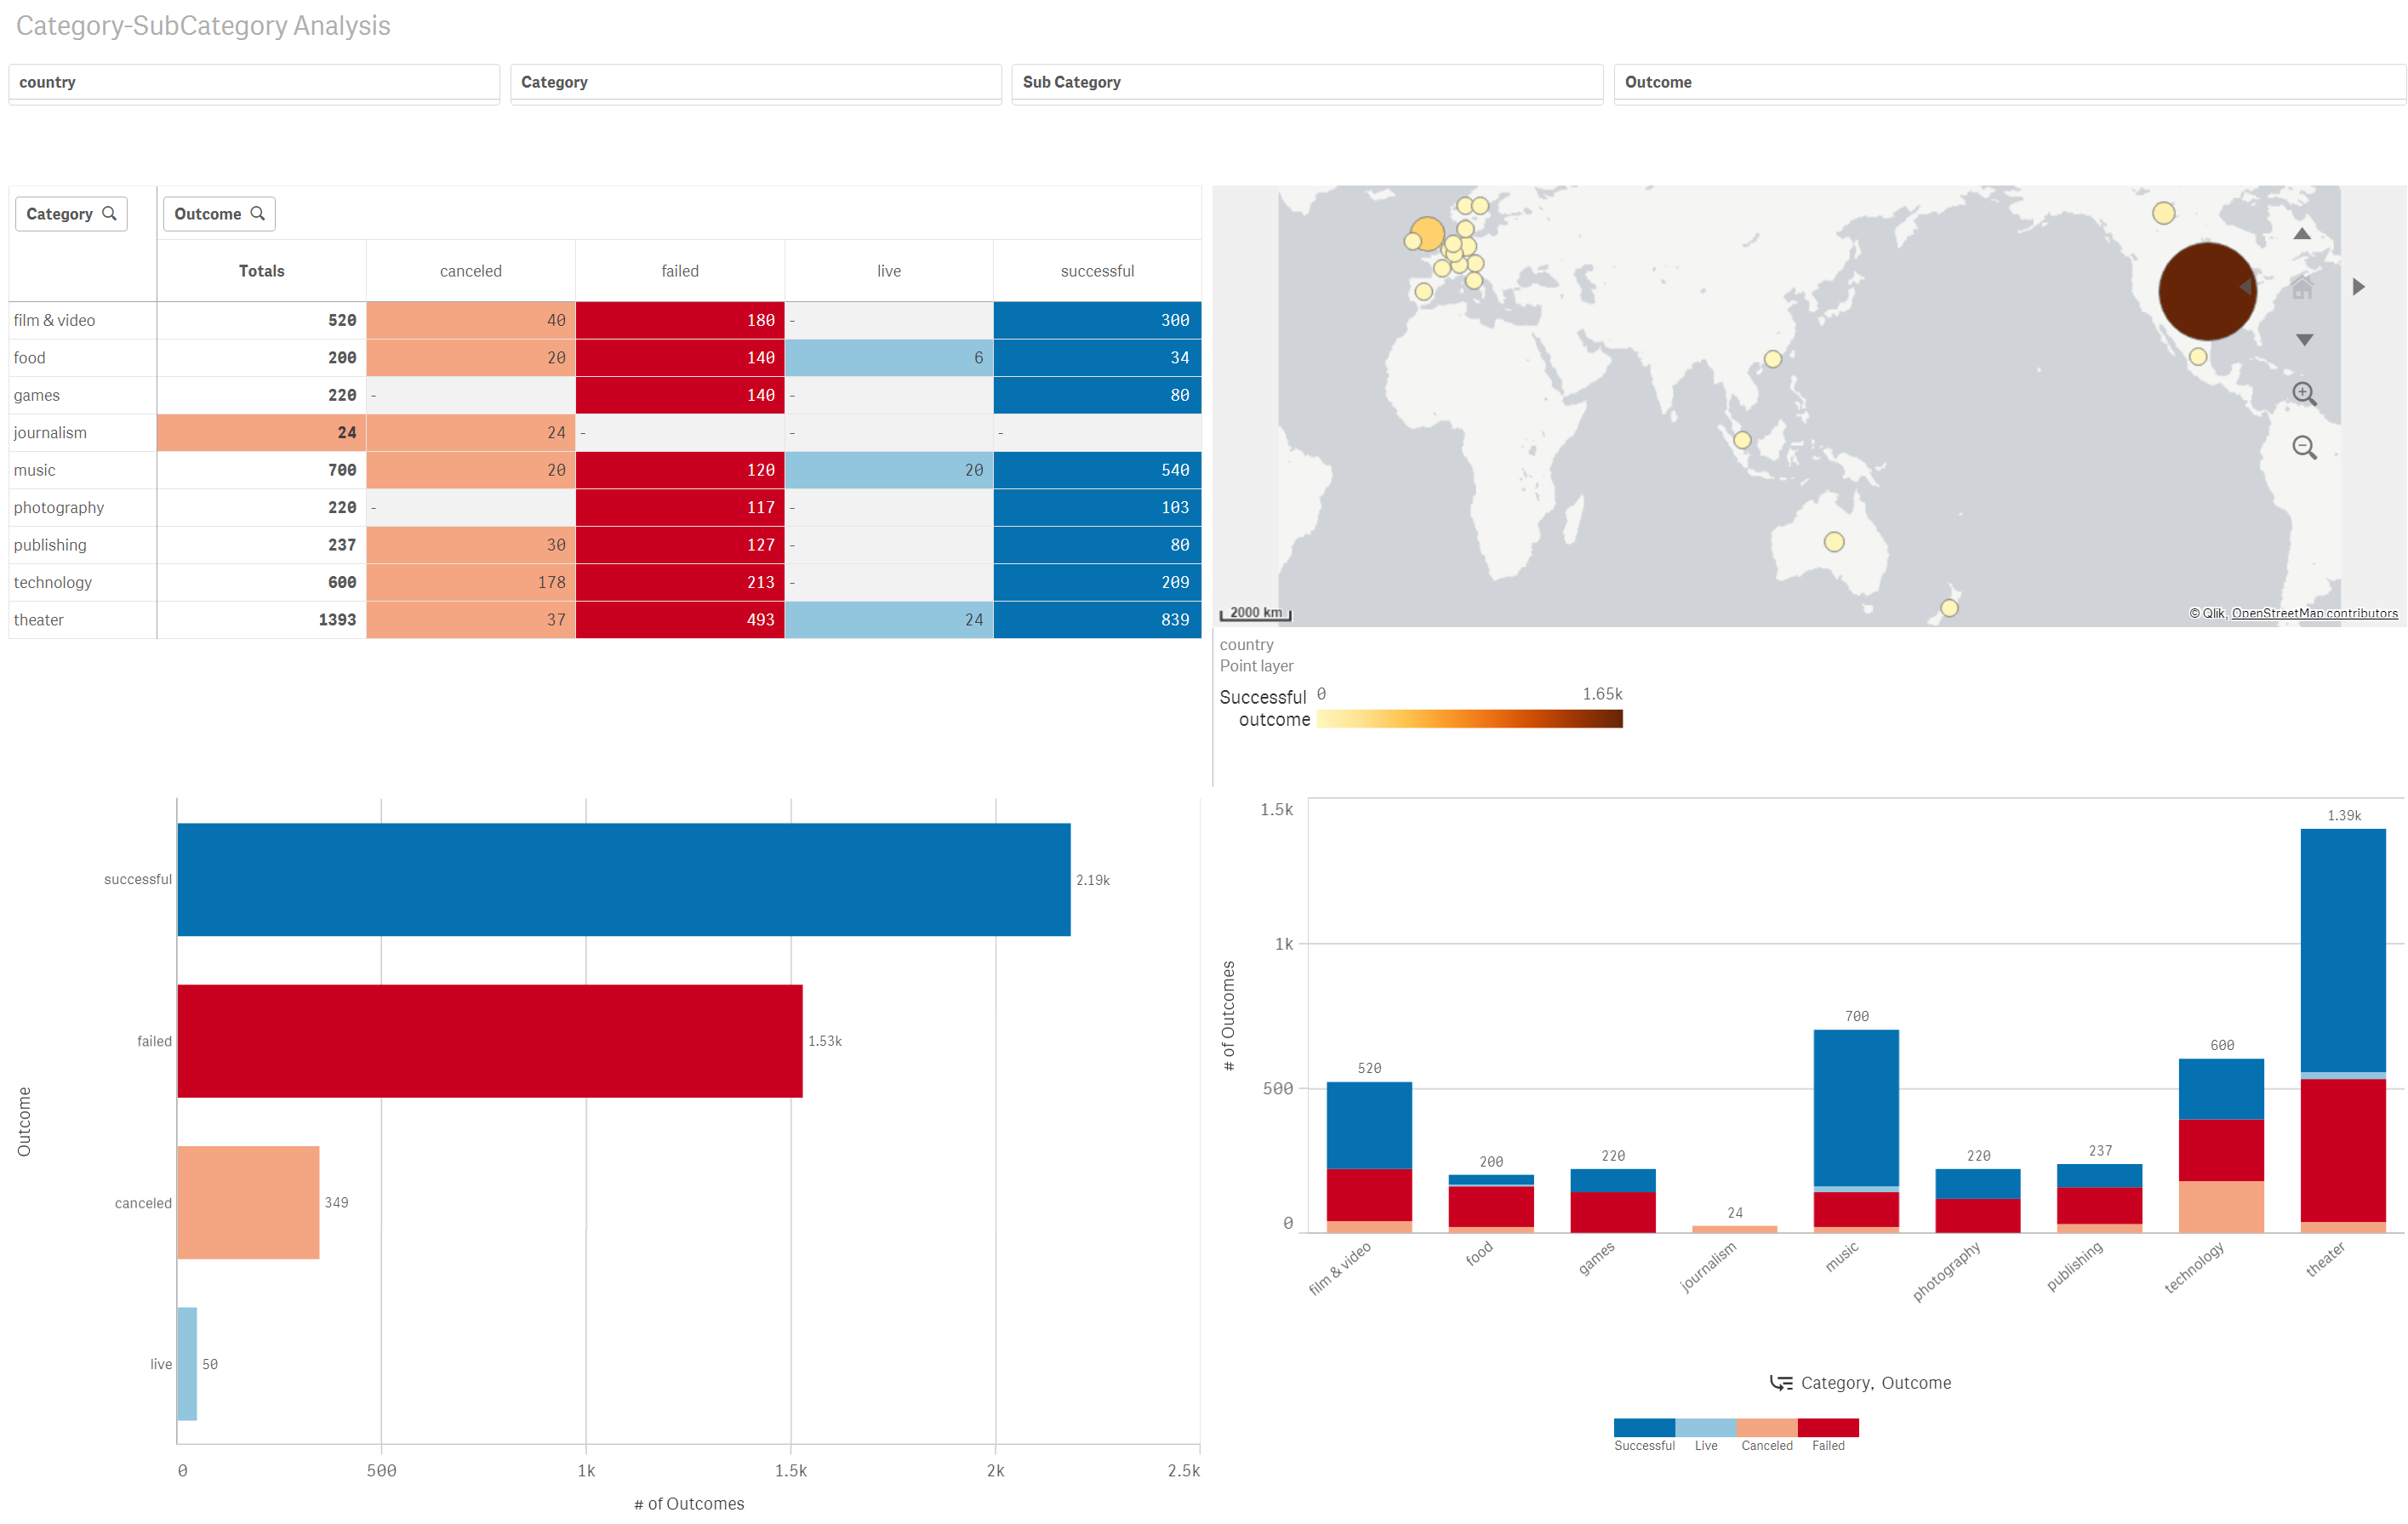 Category-SubCategory Analysis
country
Category
Sub Category
Outcome
Category
Outcome
Totals canceled failed live successful
film & video 520 40 180 - 300
food 200 20 140 6 34
games 220 - 140 - 80
journalism 24 24 - - -
music 700 20 120 20 540
photography 220 - 117 - 103
publishing 237 30 127 - 80
technology 600 178 213 - 209
theater 1393 37 493 24 839
2000 km
© Qlik, OpenStreetMap contributors
country
Point layer
Successful outcome
0 1.65k
Outcome
successful 2.19k
failed 1.53k
canceled 349
live 50
0 500 1k 1.5k 2k 2.5k
# of Outcomes
# of Outcomes
1.5k
1k
500
0
520 200 220 24 700 220 237 600 1.39k
film & video food games journalism music photography publishing technology theater
Category, Outcome
Successful Live Canceled Failed